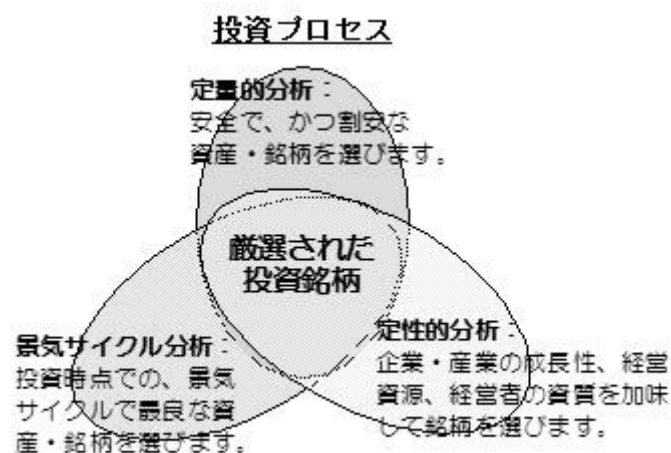 投資プロセス
定量的分析：
安全で、かつ割安な
資産・銘柄を選びます。
厳選された
投資銘柄
景気サイクル分析：
投資時点での、景気
サイクルで最良な資
産・銘柄を選びます。
定性的分析：
企業・産業の成長性、経営
資源、経営者の資質を加味
して銘柄を選びます。